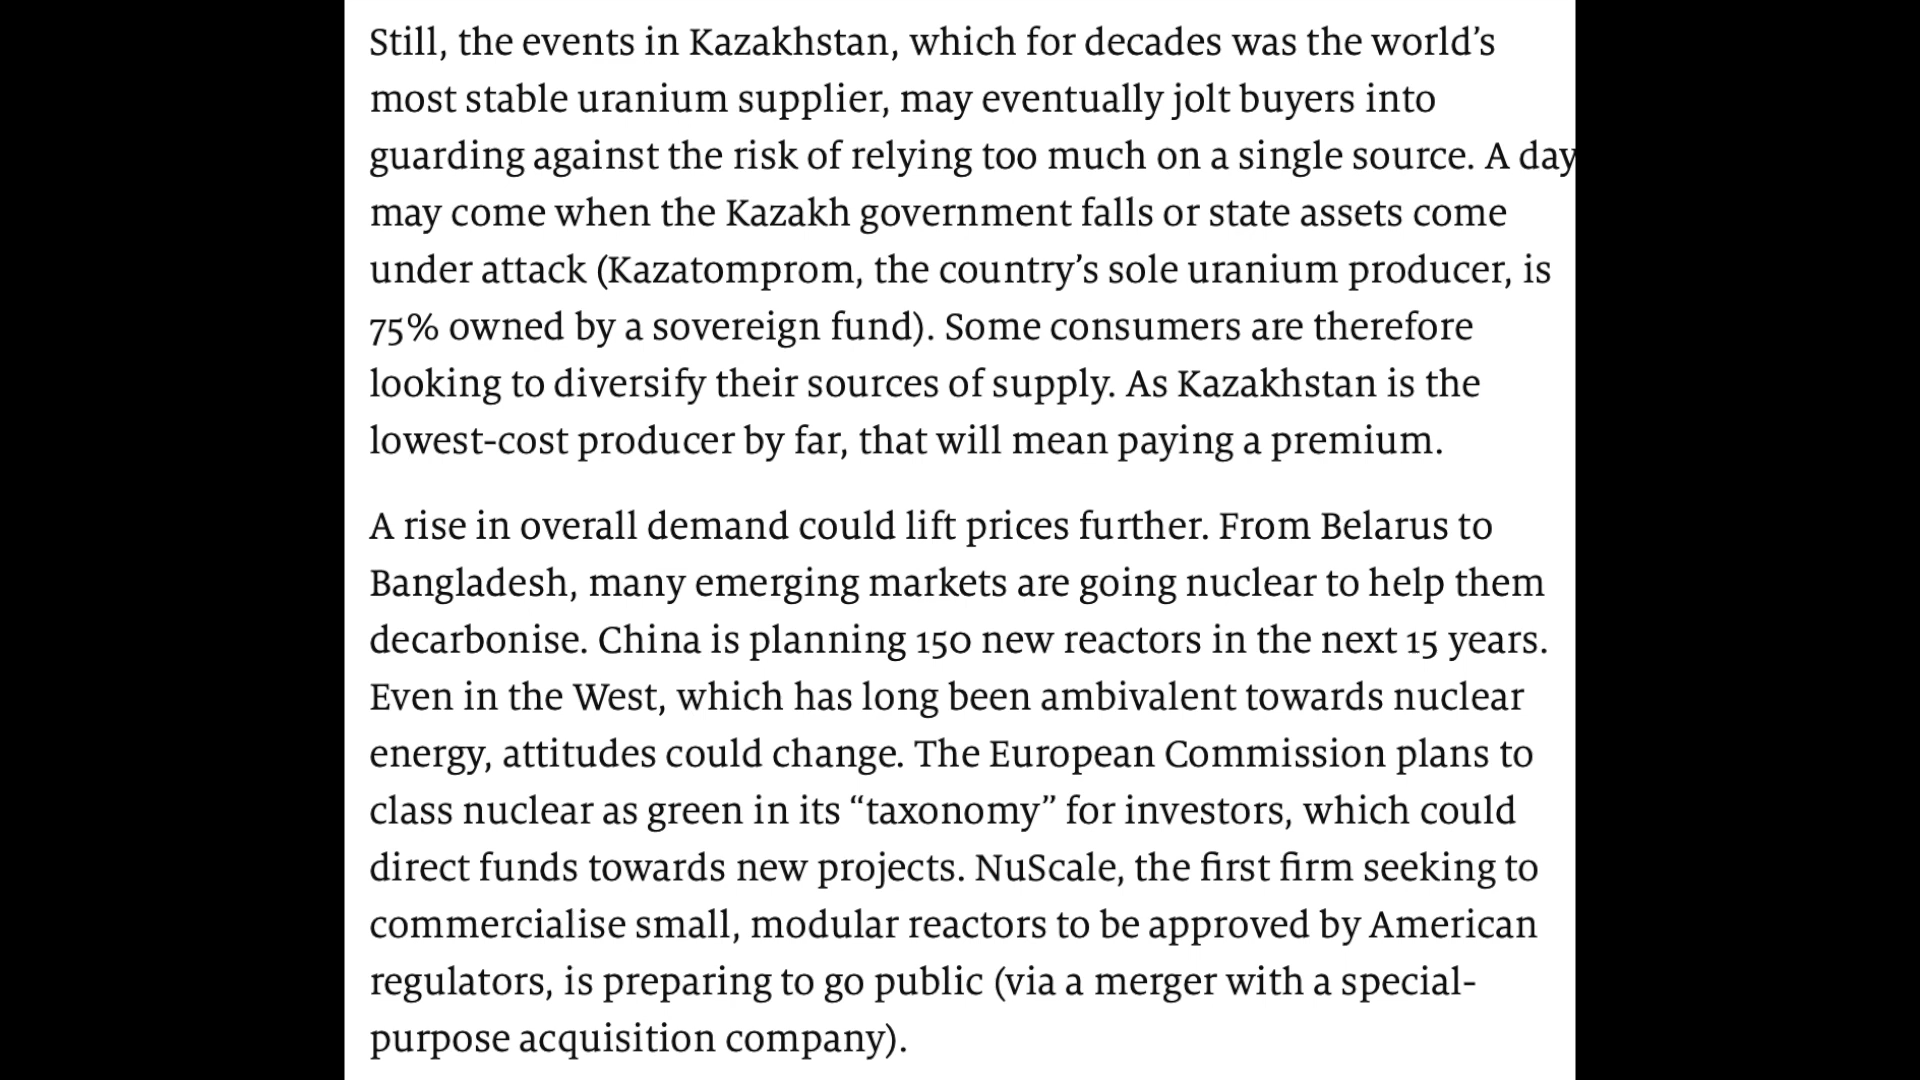 Still, the events in Kazakhstan, which for decades was the world’s
most stable uranium supplier, may eventually jolt buyers into
guarding against the risk of relying too much on a single source. A day
may come when the Kazakh government falls or state assets come
under attack (Kazatomprom, the country’s sole uranium producer, is
75% owned by a sovereign fund). Some consumers are therefore
looking to diversify their sources of supply. As Kazakhstan is the
lowest-cost producer by far, that will mean paying a premium.
A rise in overall demand could lift prices further. From Belarus to
Bangladesh, many emerging markets are going nuclear to help them
decarbonise. China is planning 150 new reactors in the next 15 years.
Even in the West, which has long been ambivalent towards nuclear
energy, attitudes could change. The European Commission plans to
class nuclear as green in its “taxonomy” for investors, which could
direct funds towards new projects. NuScale, the first firm seeking to
commercialise small, modular reactors to be approved by American
regulators, is preparing to go public (via a merger with a special-
purpose acquisition company).